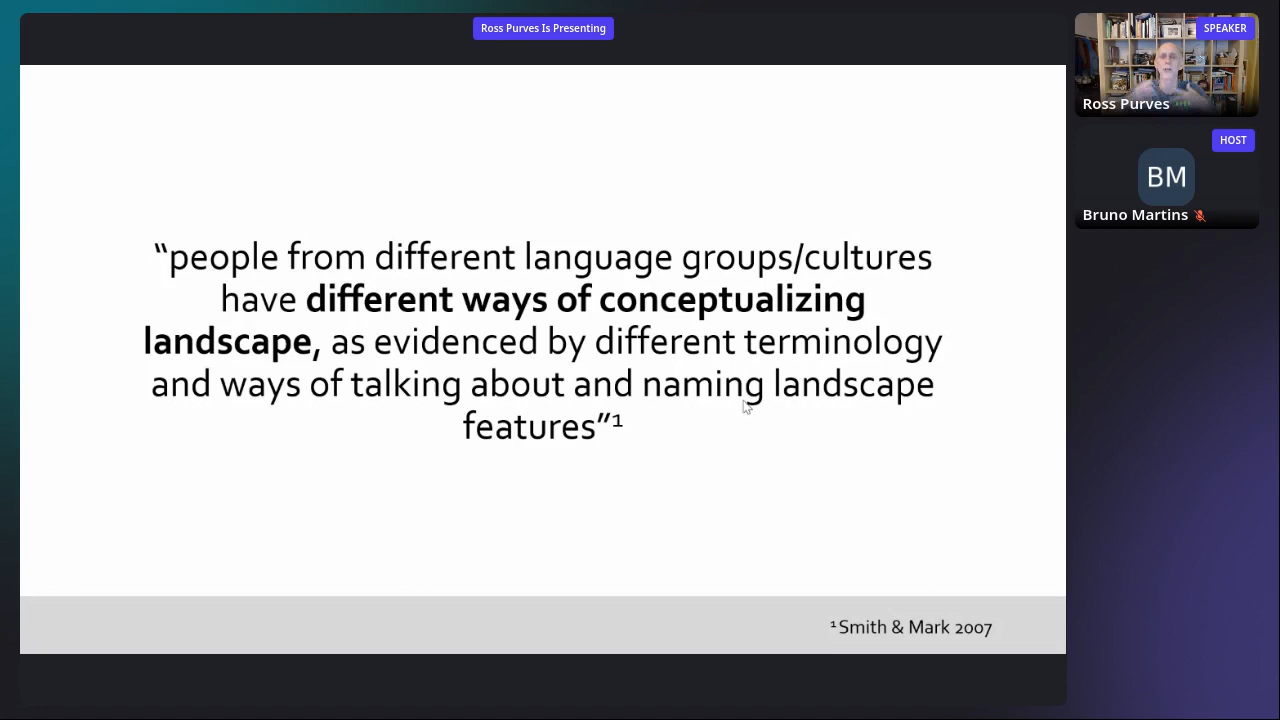 Ross Purves Is Presenting
“people from different language groups/cultures
have different ways of conceptualizing
landscape, as evidenced by different terminology
and ways of talking about and naming landscape
features”¹
¹Smith & Mark 2007
SPEAKER
Ross Purves
HOST
BM
Bruno Martins